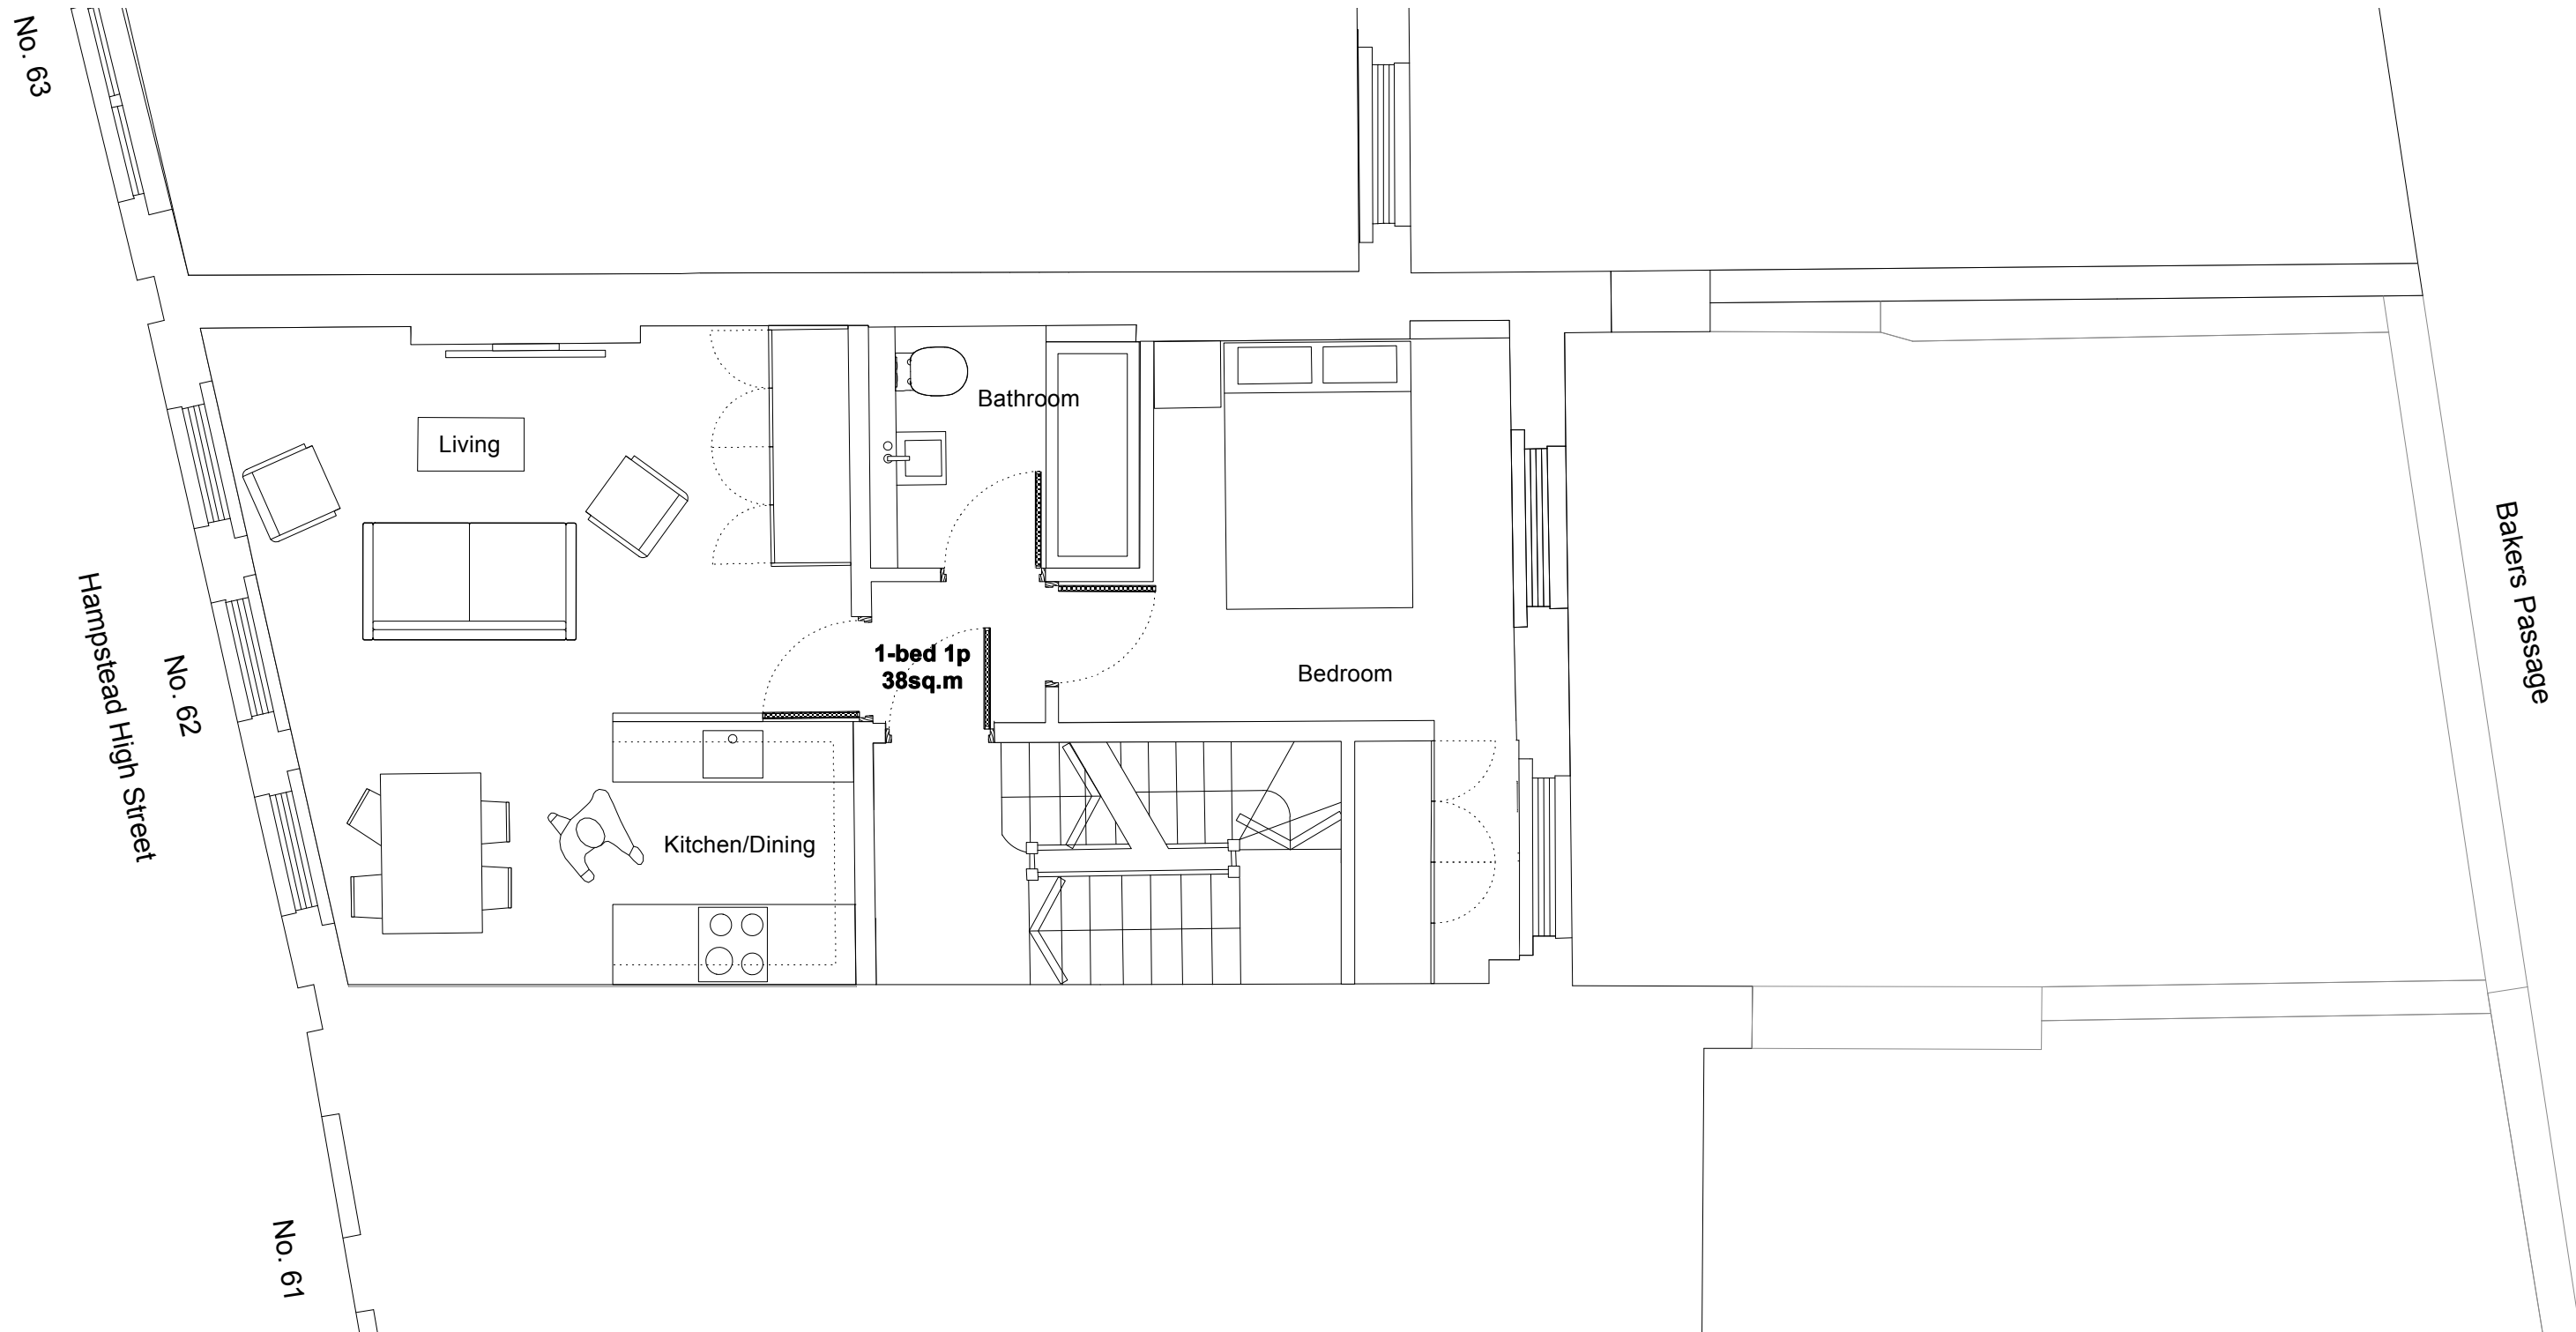 No. 63
Bathroom
Living
Bakers Passage
Hampstead High Street
No. 62
1-bed 1p
38sq.m
Bedroom
Kitchen/Dining
No. 61